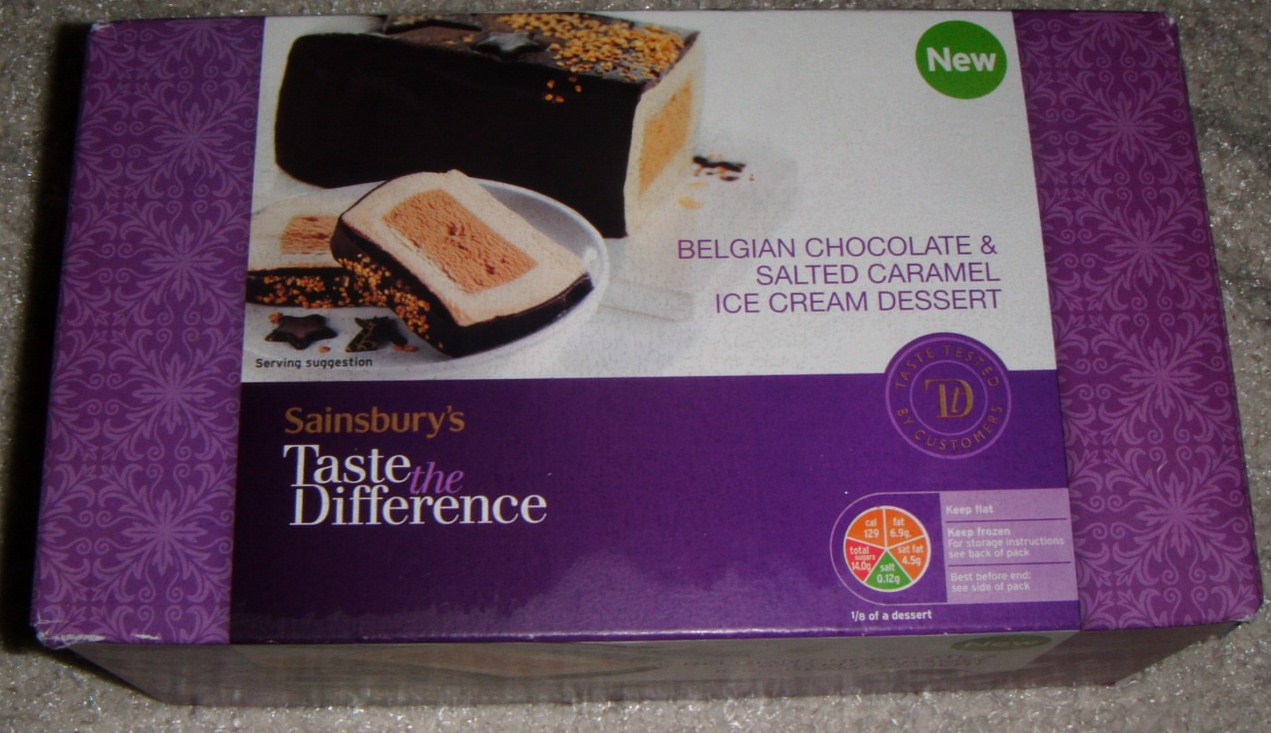 New
BELGIAN CHOCOLATE &
SALTED CARAMEL
ICE CREAM DESSERT
Serving suggestion
Sainsbury's
Taste the
Difference
TASTE TESTED
BY CUSTOMERS
Td
cal
129
fat
6.9g
total
sugars
14.0g
sat fat
4.5g
salt
0.12g
1/8 of a dessert
Keep flat
Keep frozen
For storage instructions
see back of pack
Best before end:
see side of pack